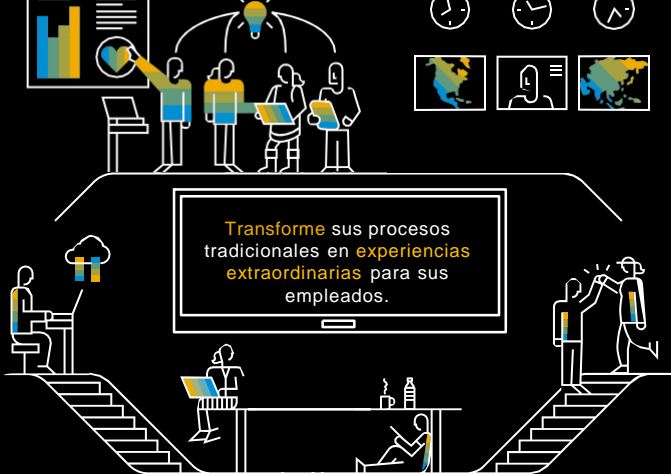 Transforme sus procesos
tradicionales en experiencias
extraordinarias para sus
empleados.